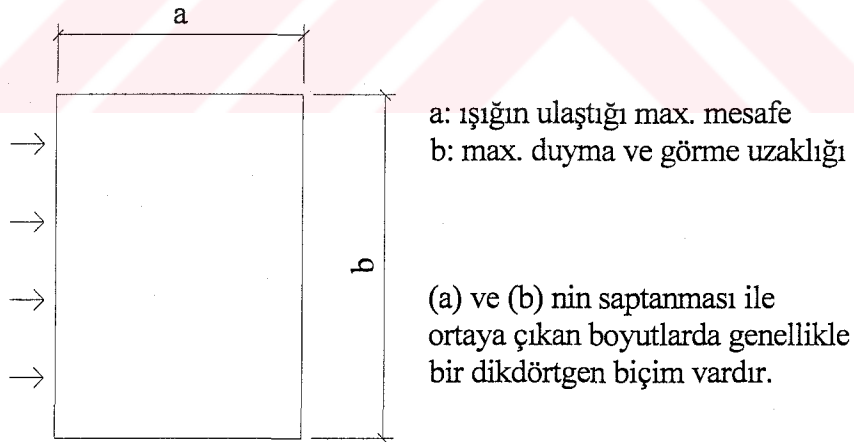 a
a: ışığın ulaştığı max. mesafe
b: max. duyma ve görme uzaklığı
b
(a) ve (b) nin saptanması ile
ortaya çıkan boyutlarda genellikle
bir dikdörtgen biçim vardır.